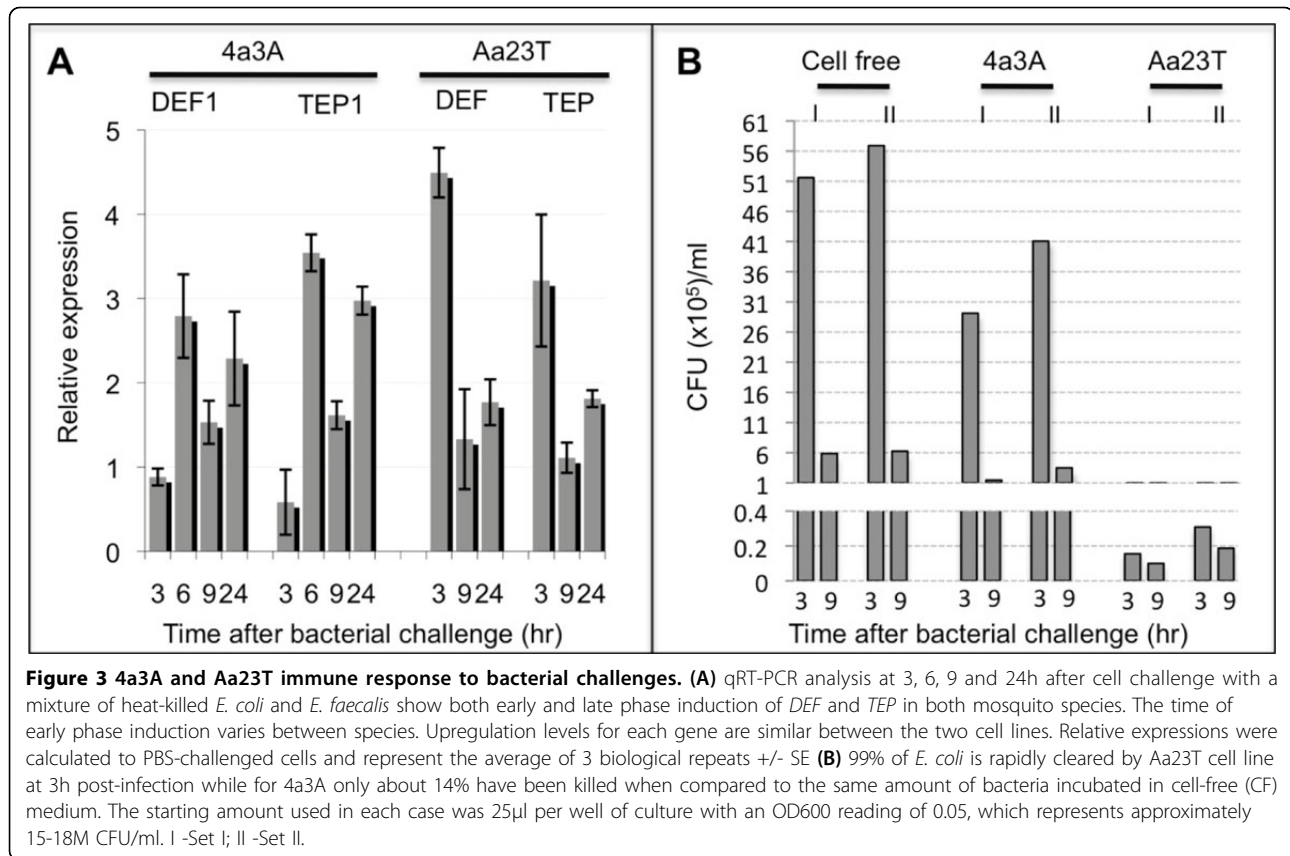 A
4a3A
Aa23T
DEF1
TEP1
DEF
TEP
5
4
3
2
1
0
Relative expression
3 6 9 24
3 6 9 24
3 9 24
3 9 24
Time after bacterial challenge (hr)
B
Cell free
4a3A
Aa23T
I II
I II
I II
61
56
51
46
41
36
31
26
21
16
11
6
1
0.4
0.2
0
CFU (x10⁵)/ml
3 9
3 9
3 9
3 9
3 9
3 9
Time after bacterial challenge (hr)
Figure 3 4a3A and Aa23T immune response to bacterial challenges. (A) qRT-PCR analysis at 3, 6, 9 and 24h after cell challenge with a
mixture of heat-killed E. coli and E. faecalis show both early and late phase induction of DEF and TEP in both mosquito species. The time of
early phase induction varies between species. Upregulation levels for each gene are similar between the two cell lines. Relative expressions were
calculated to PBS-challenged cells and represent the average of 3 biological repeats +/- SE (B) 99% of E. coli is rapidly cleared by Aa23T cell line
at 3h post-infection while for 4a3A only about 14% have been killed when compared to the same amount of bacteria incubated in cell-free (CF)
medium. The starting amount used in each case was 25μl per well of culture with an OD600 reading of 0.05, which represents approximately
15-18M CFU/ml. I -Set I; II -Set II.